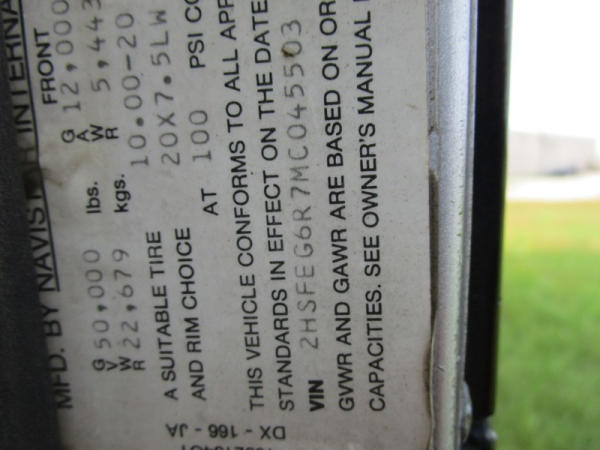 MFD. BY NAVISTAR INTERNA
FRONT
GVWR 50,000 lbs.
22,679 kgs.
GAWR 12,000
5,443
A SUITABLE TIRE 10.00-20
AND RIM CHOICE 20X7.5LW
AT 100 PSI CO
THIS VEHICLE CONFORMS TO ALL APP
STANDARDS IN EFFECT ON THE DATE
VIN 2HSFEG6R7MC045503
GVWR AND GAWR ARE BASED ON OR
CAPACITIES. SEE OWNER'S MANUAL
DX - 166 - JA